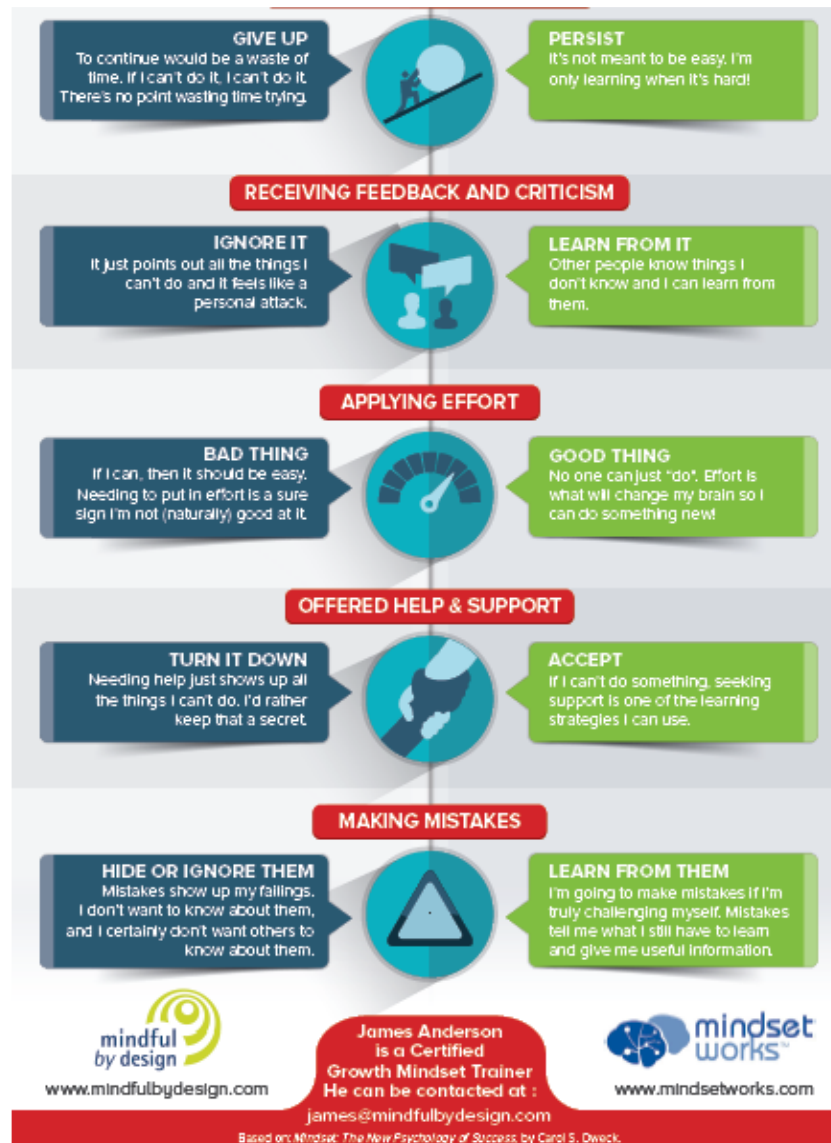 GIVE UP
To continue would be a waste of
time. If I can't do it, I can't do it.
There's no point wasting time trying.
PERSIST
It's not meant to be easy. I'm
only learning when it's hard!
RECEIVING FEEDBACK AND CRITICISM
IGNORE IT
It just points out all the things I
can't do and it feels like a
personal attack.
LEARN FROM IT
Other people know things I
don't know and I can learn from
them.
APPLYING EFFORT
BAD THING
If I can, then it should be easy.
Needing to put in effort is a sure
sign I'm not (naturally) good at it.
GOOD THING
No one can just "do". Effort is
what will change my brain so I
can do something new!
OFFERED HELP & SUPPORT
TURN IT DOWN
Needing help just shows up all
the things I can't do. I'd rather
keep that a secret.
ACCEPT
If I can't do something, seeking
support is one of the learning
strategies I can use.
MAKING MISTAKES
HIDE OR IGNORE THEM
Mistakes show up my failings.
I don't want to know about them,
and I certainly don't want others to
know about them.
LEARN FROM THEM
I'm going to make mistakes if I'm
truly challenging myself. Mistakes
tell me what I still have to learn
and give me useful information.
mindful
by design
www.mindfulbydesign.com
James Anderson
is a Certified
Growth Mindset Trainer
He can be contacted at :
james@mindfulbydesign.com
mindset
works™
www.mindsetworks.com
Based on: Mindset: The New Psychology of Success, by Carol S. Dweck.